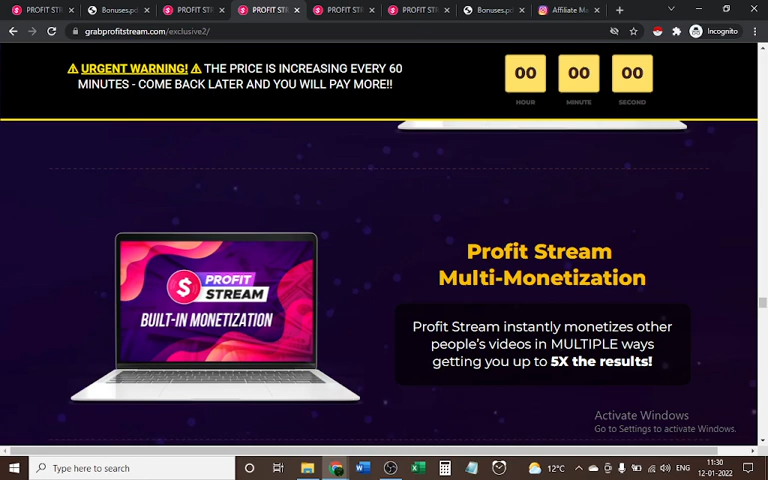 PROFIT STR
Bonuses.pd
PROFIT STR
PROFIT STR
PROFIT STR
PROFIT STR
Bonuses.pd
Affiliate Ma
grabprofitstream.com/exclusive2/
Incognito
⚠ URGENT WARNING! ⚠ THE PRICE IS INCREASING EVERY 60
MINUTES - COME BACK LATER AND YOU WILL PAY MORE!!
00 00 00
HOUR MINUTE SECOND
PROFIT
STREAM
BUILT-IN MONETIZATION
Profit Stream
Multi-Monetization
Profit Stream instantly monetizes other
people's videos in MULTIPLE ways
getting you up to 5X the results!
Activate Windows
Go to Settings to activate Windows.
Type here to search
12°C
ENG
11:30
12-01-2022